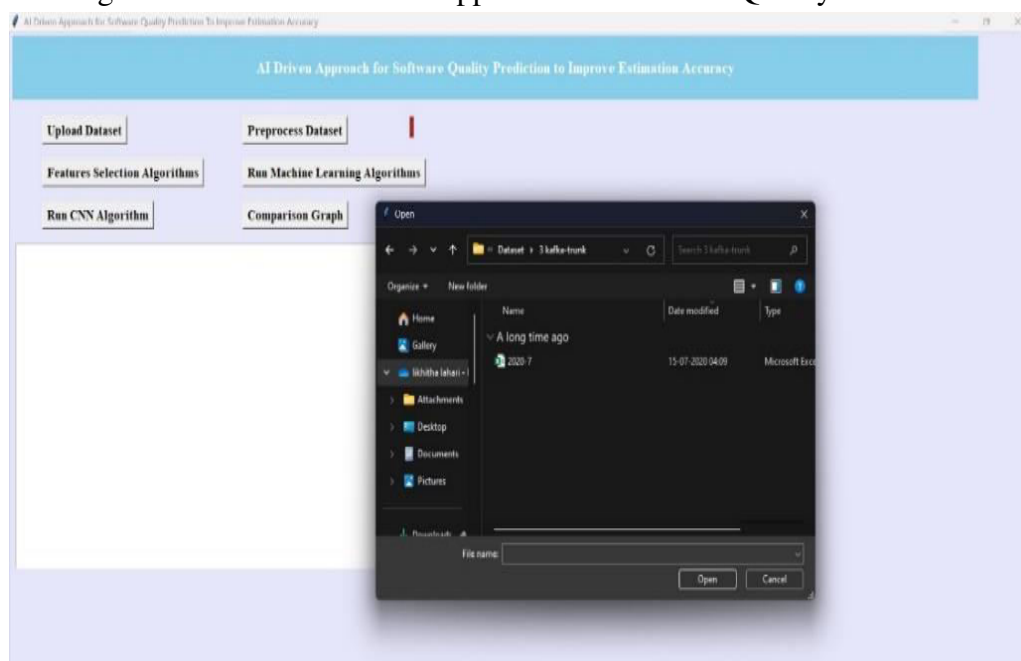 AI Driven Approach for Software Quality Prediction To Improve Estimation Accuracy
AI Driven Approach for Software Quality Prediction to Improve Estimation Accuracy
Upload Dataset
Preprocess Dataset
Features Selection Algorithms
Run Machine Learning Algorithms
Run CNN Algorithm
Comparison Graph
Open
Dataset
3 kafka-trunk
Search 3 kafka-trunk
Organize
New folder
Name
Date modified
Type
Home
A long time ago
Gallery
2020-7
15-07-2020 04:09
Microsoft Exce
likhitha lahari -
Attachments
Desktop
Documents
Pictures
Downloads
File name:
Open
Cancel